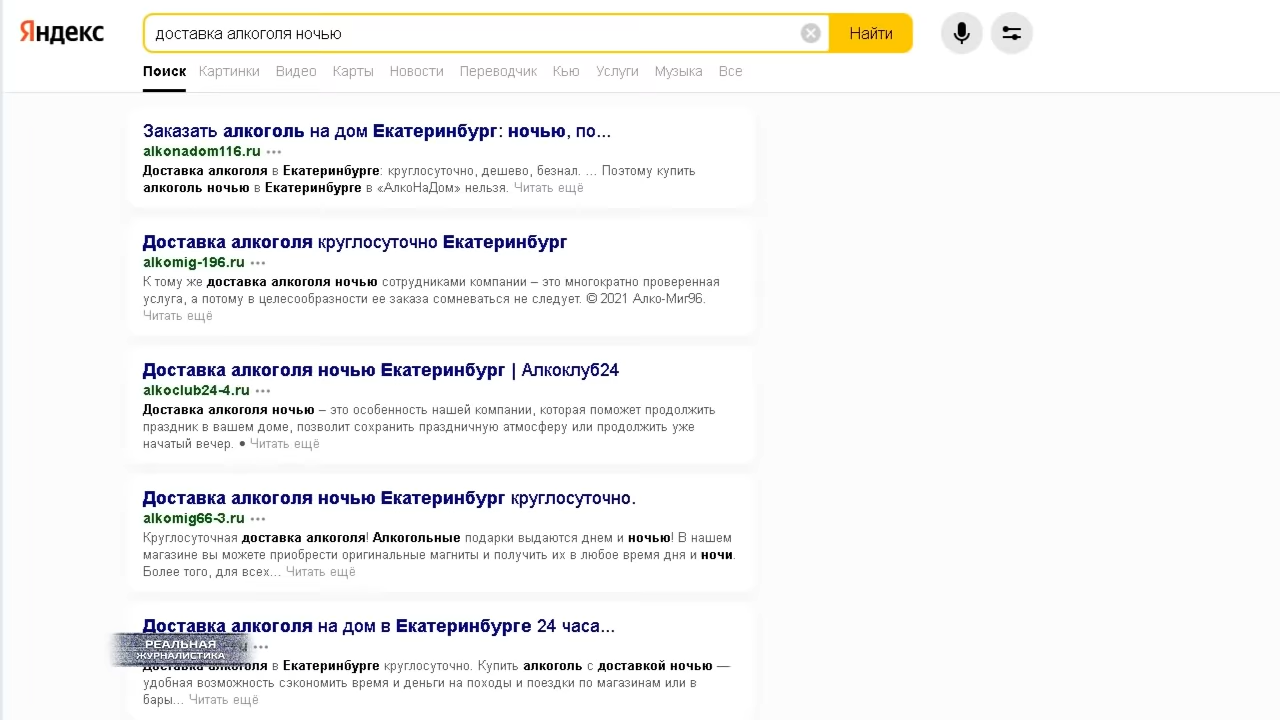 Яндекс
доставка алкоголя ночью
Найти
Поиск Картинки Видео Карты Новости Переводчик Кью Услуги Музыка Все
Заказать алкоголь на дом Екатеринбург: ночью, по...
alkonadom116.ru
Доставка алкоголя в Екатеринбурге: круглосуточно, дешево, безнал. ... Поэтому купить
алкоголь ночью в Екатеринбурге в «АлкоНаДом» нельзя. Читать ещё
Доставка алкоголя круглосуточно Екатеринбург
alkomig-196.ru
К тому же доставка алкоголя ночью сотрудниками компании – это многократно проверенная
услуга, а потому в целесообразности ее заказа сомневаться не следует. © 2021 Алко-Миг96.
Читать ещё
Доставка алкоголя ночью Екатеринбург | Алкоклуб24
alkoclub24-4.ru
Доставка алкоголя ночью – это особенность нашей компании, которая поможет продолжить
праздник в вашем доме, позволит сохранить праздничную атмосферу или продолжить уже
начатый вечер. • Читать ещё
Доставка алкоголя ночью Екатеринбург круглосуточно.
alkomig66-3.ru
Круглосуточная доставка алкоголя! Алкогольные подарки выдаются днем и ночью! В нашем
магазине вы можете приобрести оригинальные магниты и получить их в любое время дня и ночи.
Более того, для всех... Читать ещё
Доставка алкоголя на дом в Екатеринбурге 24 часа...
РЕАЛЬНАЯ
ЖУРНАЛИСТИКА
Доставка алкоголя в Екатеринбурге круглосуточно. Купить алкоголь с доставкой ночью —
удобная возможность сэкономить время и деньги на походы и поездки по магазинам или в
бары... Читать ещё